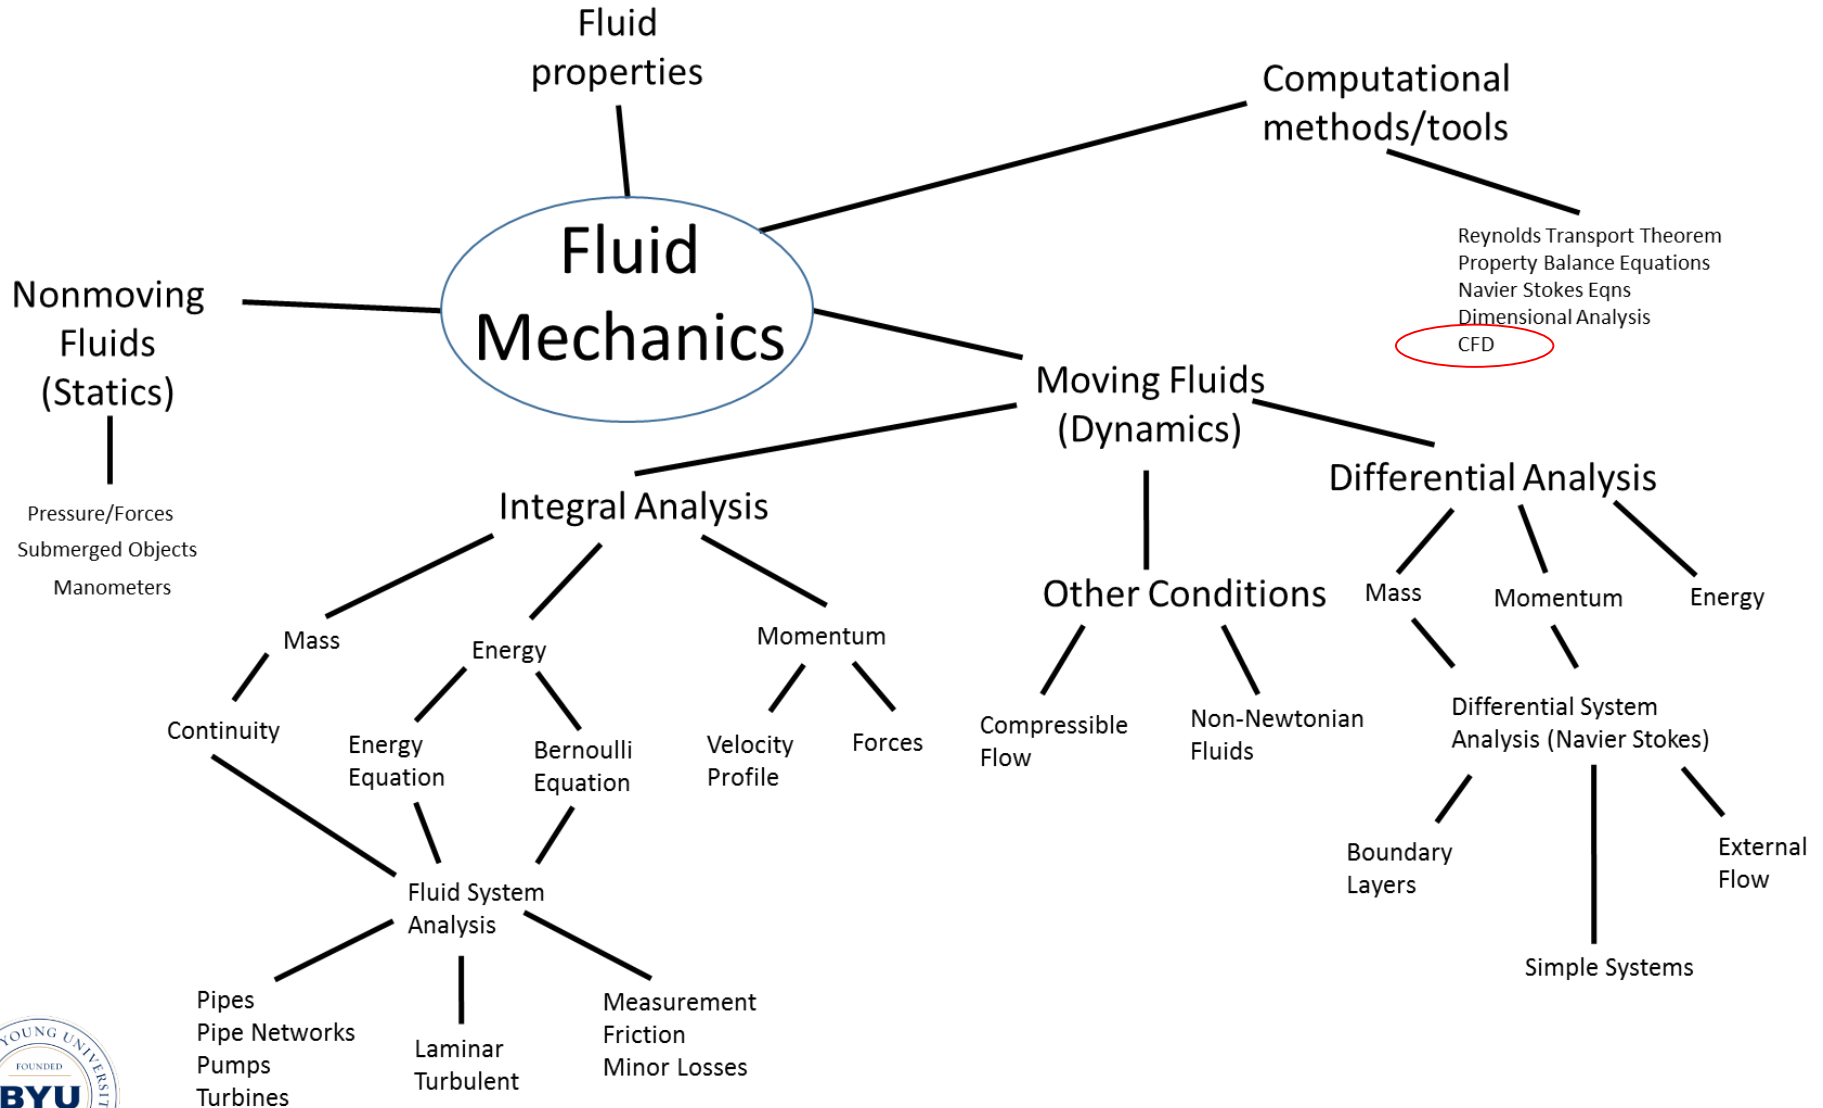 Fluid
properties
Computational
methods/tools
Fluid
Mechanics
Reynolds Transport Theorem
Property Balance Equations
Navier Stokes Eqns
Dimensional Analysis
CFD
Nonmoving
Fluids
(Statics)
Pressure/Forces
Submerged Objects
Manometers
Moving Fluids
(Dynamics)
Integral Analysis
Mass
Energy
Momentum
Continuity
Energy
Equation
Bernoulli
Equation
Velocity
Profile
Forces
Fluid System
Analysis
Pipes
Pipe Networks
Pumps
Turbines
Laminar
Turbulent
Measurement
Friction
Minor Losses
Other Conditions
Compressible
Flow
Non-Newtonian
Fluids
Differential Analysis
Mass
Momentum
Energy
Differential System
Analysis (Navier Stokes)
Boundary
Layers
Simple Systems
External
Flow
YOUNG UNIVERSIT
FOUNDED
BYU